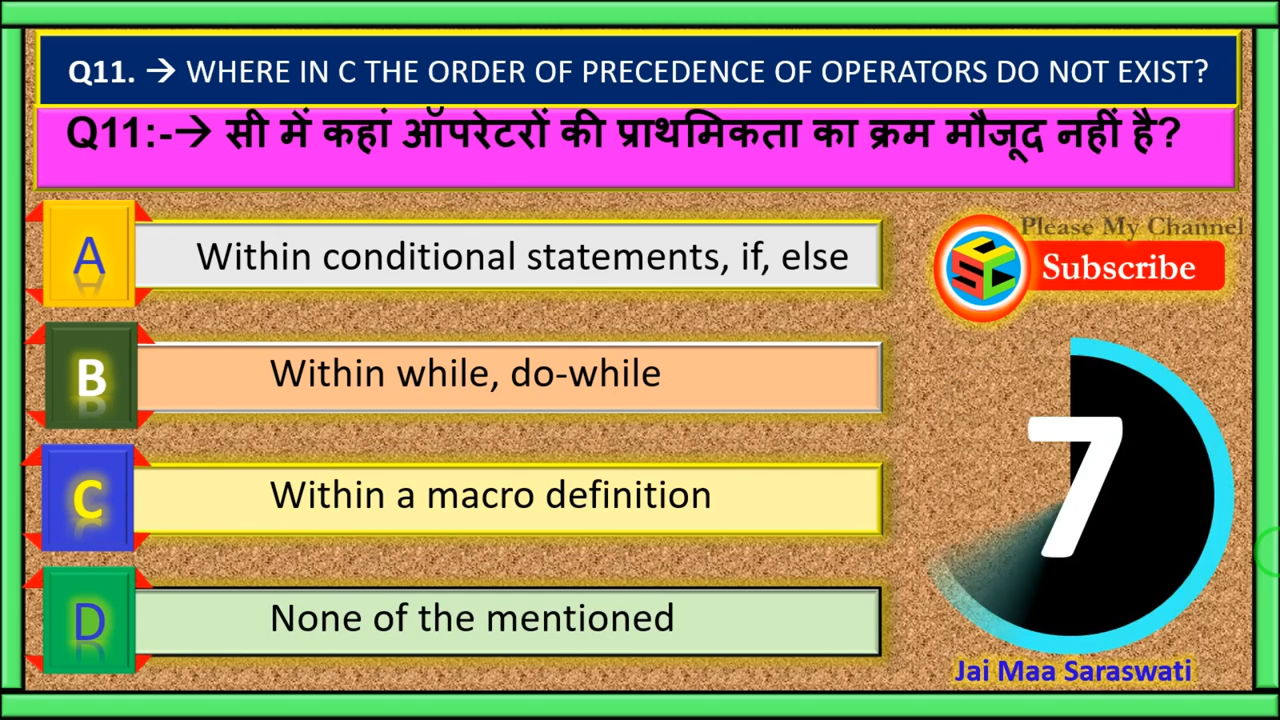 Q11. → WHERE IN C THE ORDER OF PRECEDENCE OF OPERATORS DO NOT EXIST?
Q11:-→ सी में कहां ऑपरेटरों की प्राथमिकता का क्रम मौजूद नहीं है?
A Within conditional statements, if, else
Please My Channel
SSC Subscribe
B Within while, do-while
7
C Within a macro definition
D None of the mentioned
Jai Maa Saraswati